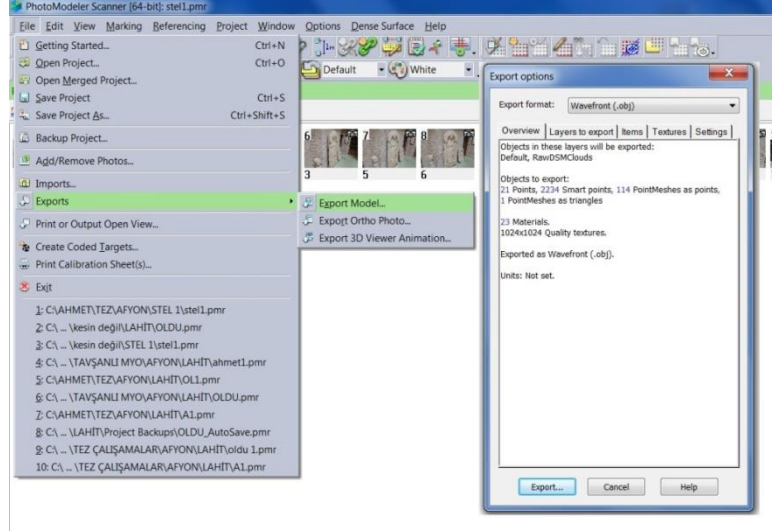 PhotoModeler Scanner [64-bit]: stel1.pmr
File Edit View Marking Referencing Project Window Options Dense Surface Help
Getting Started... Ctrl+N
Open Project... Ctrl+O
Open Merged Project...
Save Project Ctrl+S
Save Project As... Ctrl+Shift+S
Backup Project...
Add/Remove Photos...
Imports...
Exports
Print or Output Open View...
Create Coded Targets...
Print Calibration Sheet(s)...
Exit
1: C:\AHMET\TEZ\AFYON\STEL 1\stel1.pmr
2: C:\ ... \kesin değil\LAHİT\OLDU.pmr
3: C:\ ... \kesin değil\STEL 1\stel1.pmr
4: C:\ ... \TAVŞANLI MYO\AFYON\LAHİT\ahmet1.pmr
5: C:\AHMET\TEZ\AFYON\LAHİT\OL1.pmr
6: C:\ ... \TAVŞANLI MYO\AFYON\LAHİT\OLDU.pmr
7: C:\AHMET\TEZ\AFYON\LAHİT\A1.pmr
8: C:\ ... \LAHİT\Project Backups\OLDU_AutoSave.pmr
9: C:\ ... \TEZ ÇALIŞAMALAR\AFYON\LAHİT\oldu 1.pmr
10: C:\ ... \TEZ ÇALIŞAMALAR\AFYON\LAHİT\A1.pmr
Default White
6 7 8
3 5 6
Export Model...
Export Ortho Photo...
Export 3D Viewer Animation...
Export options
Export format: Wavefront (.obj)
Overview Layers to export Items Textures Settings
Objects in these layers will be exported:
Default, RawDSMClouds
Objects to export:
21 Points, 2234 Smart points, 114 PointMeshes as points,
1 PointMeshes as triangles
23 Materials.
1024x1024 Quality textures.
Exported as Wavefront (.obj).
Units: Not set.
Export... Cancel Help